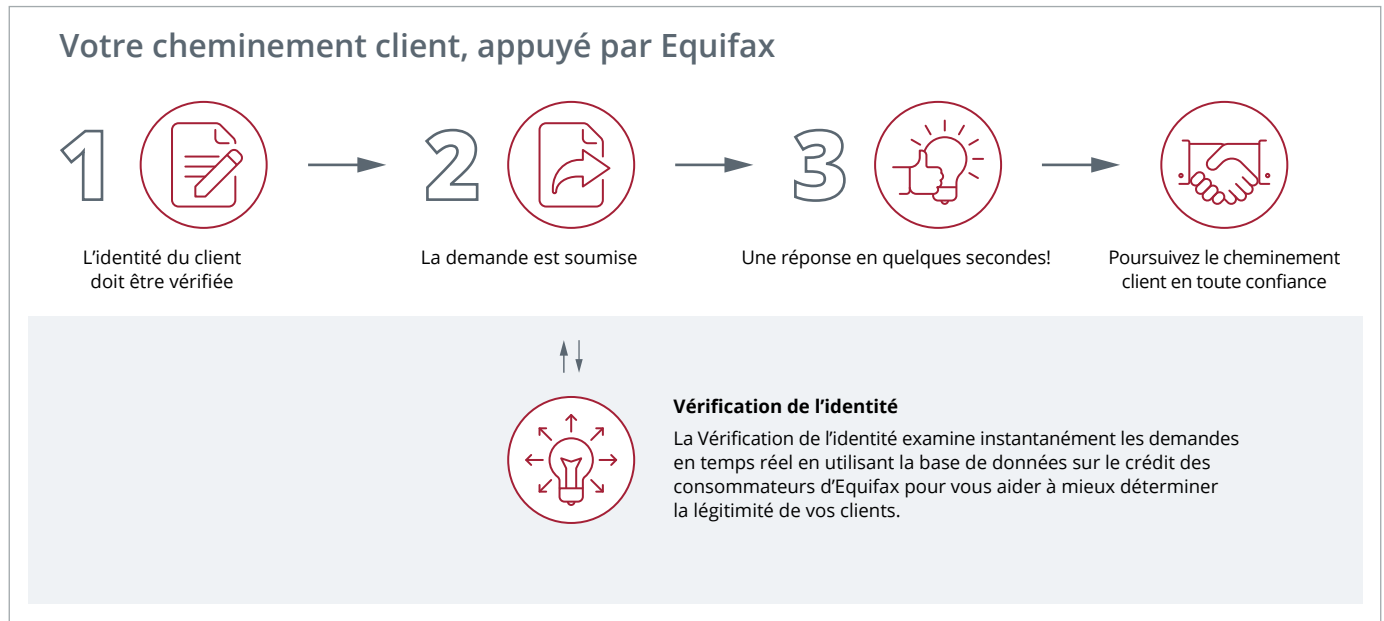 Votre cheminement client, appuyé par Equifax
1
2
3
L’identité du client
doit être vérifiée
La demande est soumise
Une réponse en quelques secondes!
Poursuivez le cheminement
client en toute confiance
Vérification de l’identité
La Vérification de l’identité examine instantanément les demandes
en temps réel en utilisant la base de données sur le crédit des
consommateurs d’Equifax pour vous aider à mieux déterminer
la légitimité de vos clients.